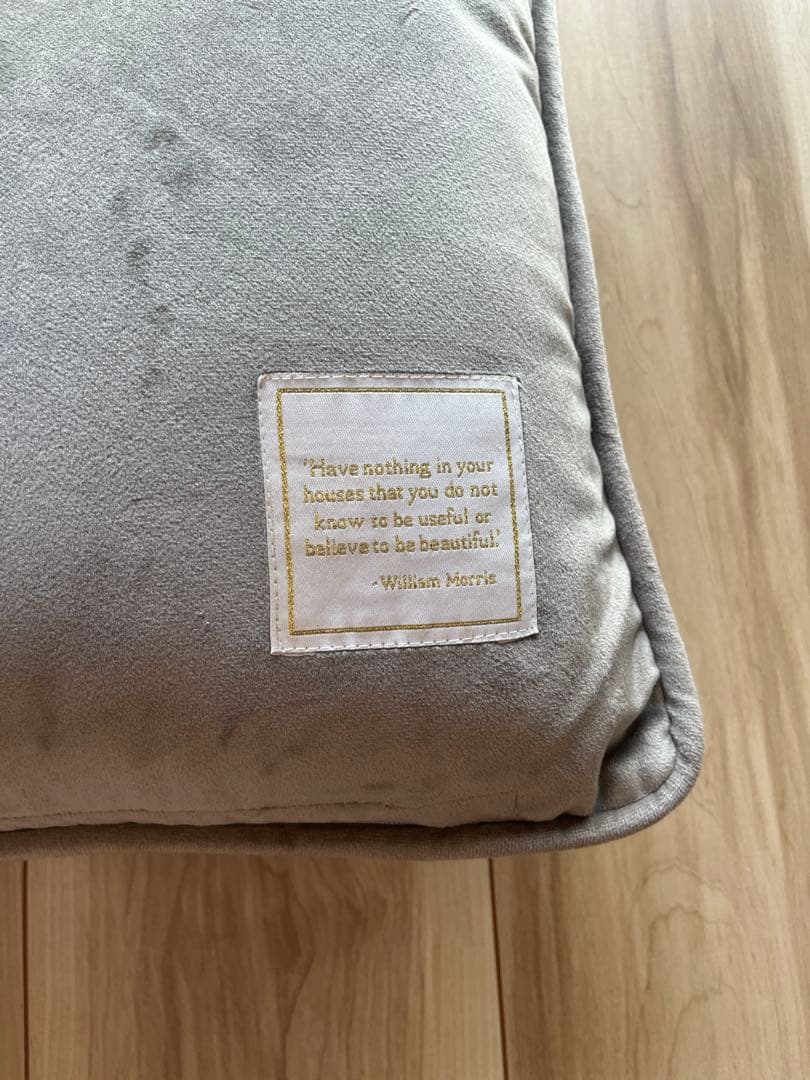 'Have nothing in your
houses that you do not
know to be useful or
believe to be beautiful.'
-William Morris